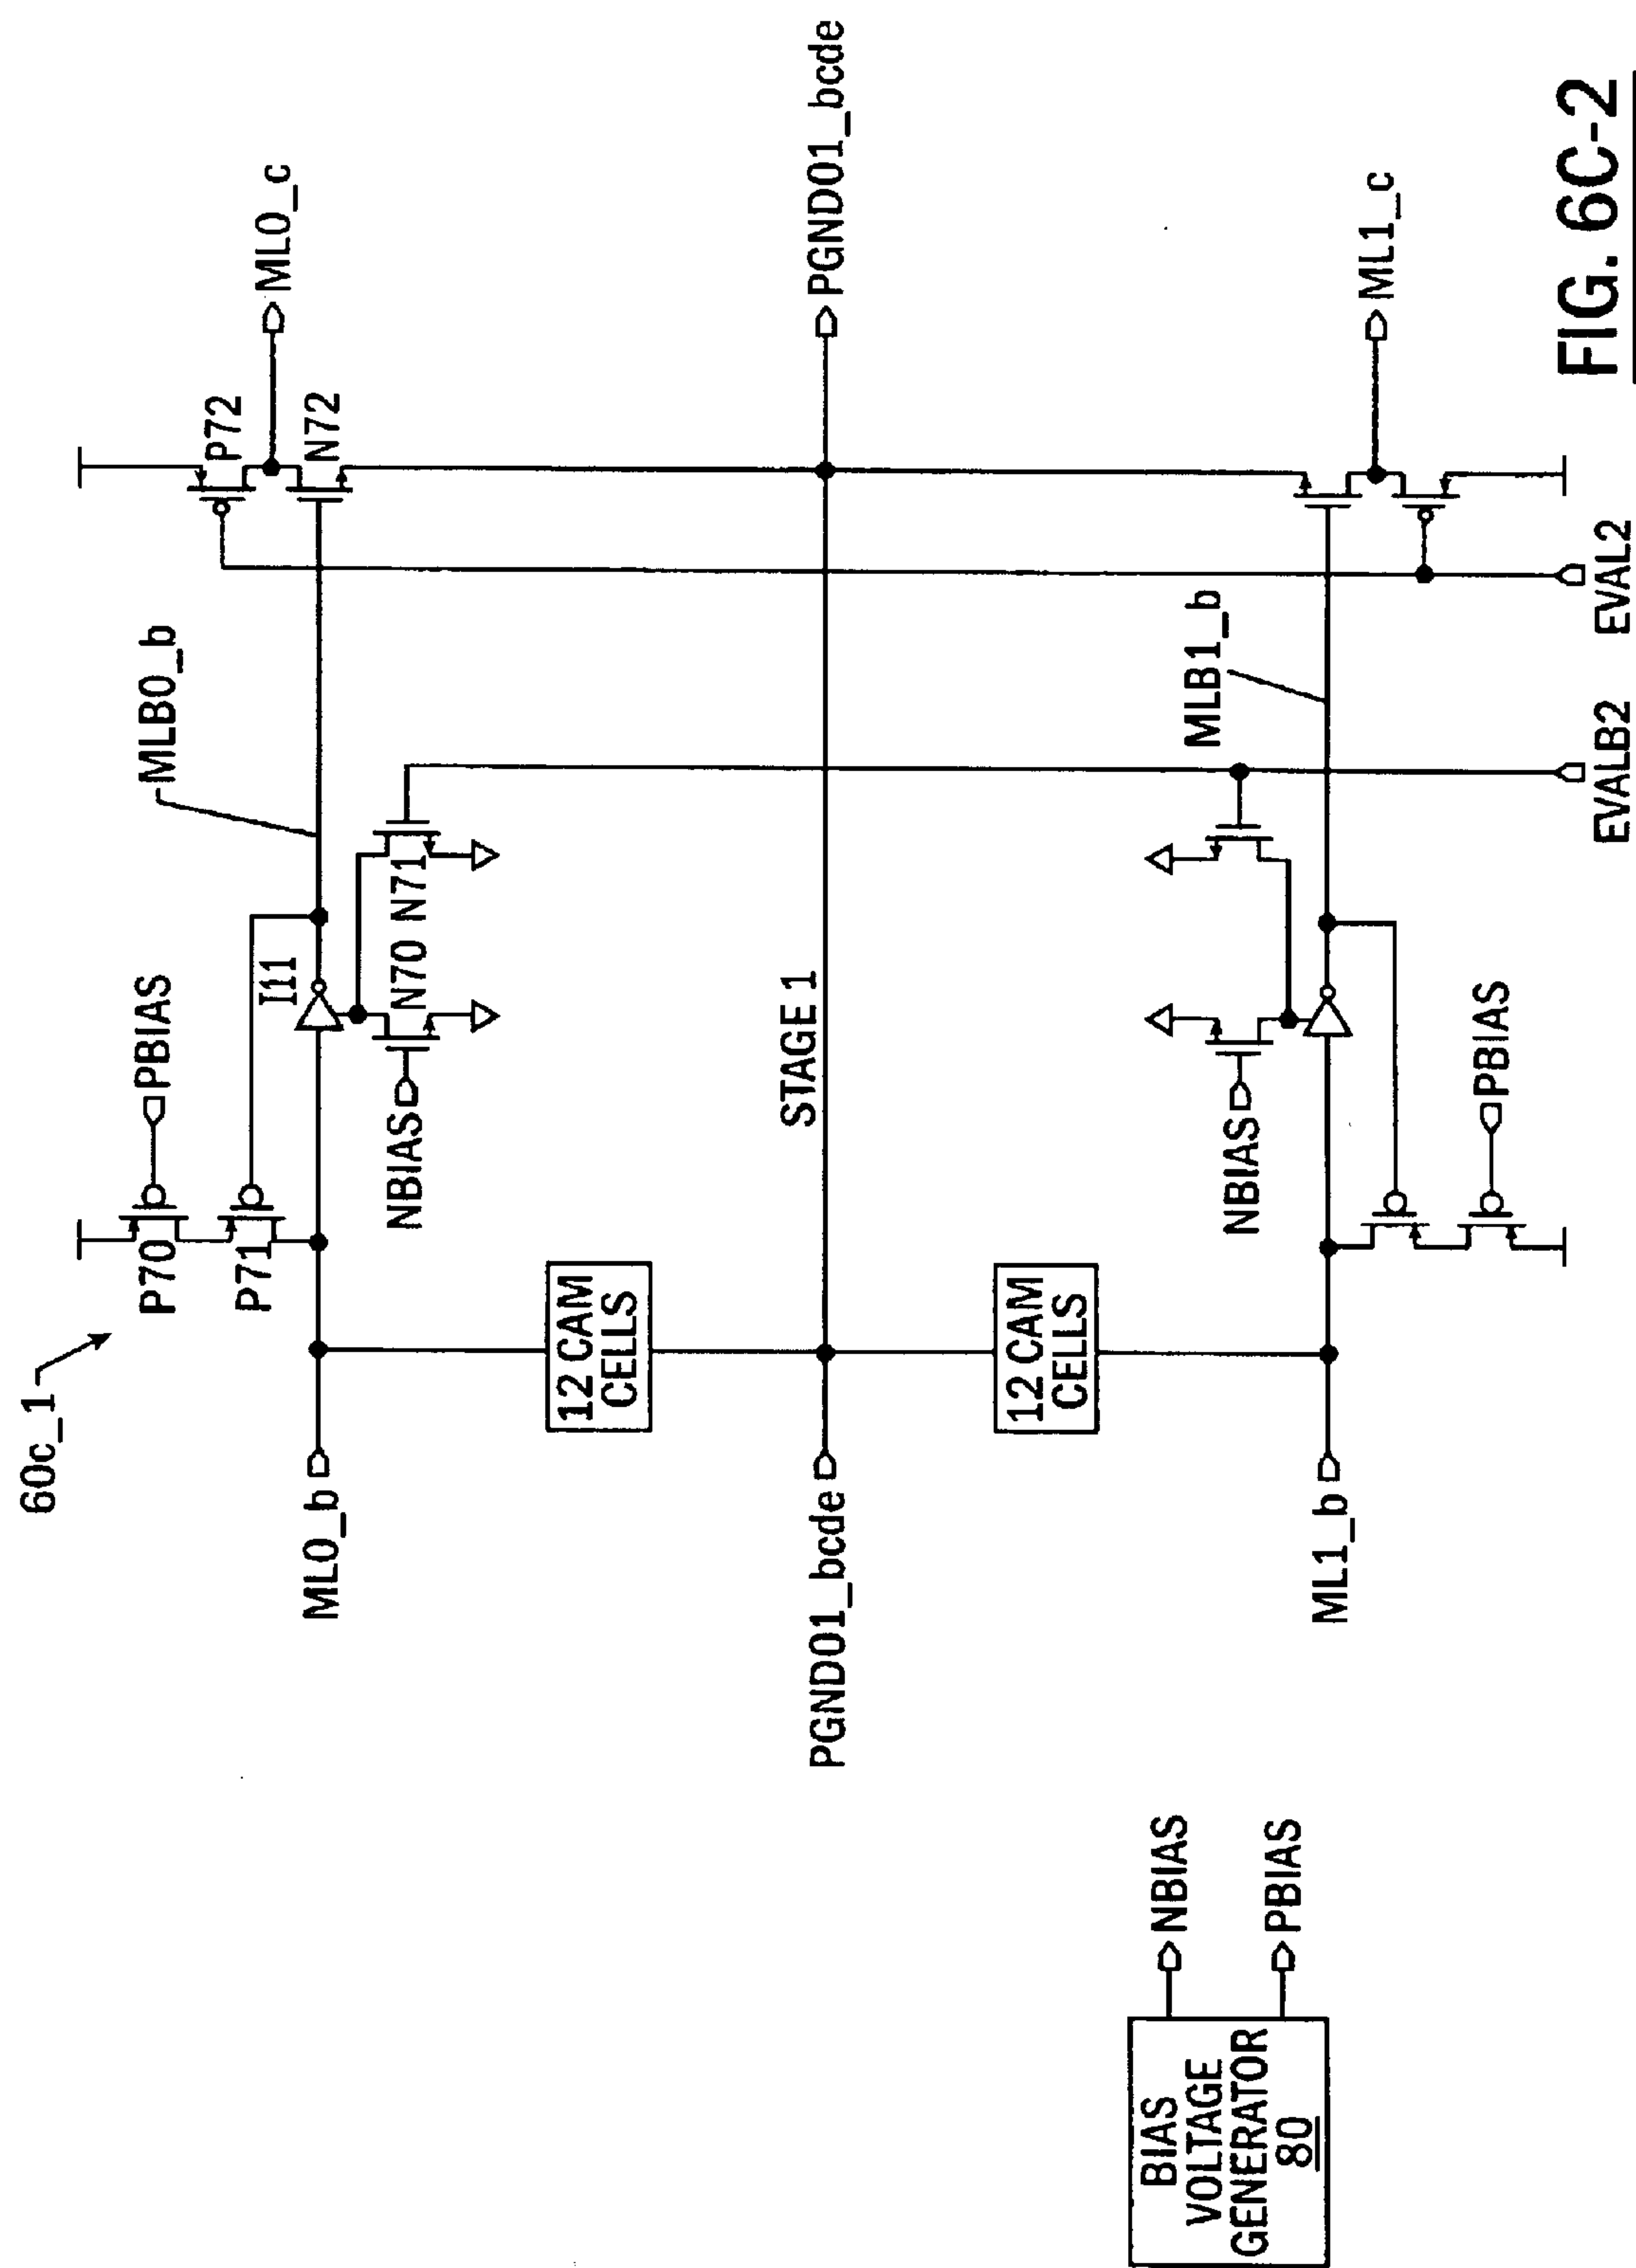 60c_1
P70
PBIAS
P71
I11
MLB0_b
P72
ML0_c
N72
ML0_b
NBIAS
N70 N71
12 CAM
CELLS
STAGE 1
PGND01_bcde
PGND01_bcde
12 CAM
CELLS
NBIAS
MLB1_b
ML1_b
ML1_c
PBIAS
EVALB2
EVAL2
BIAS
VOLTAGE
GENERATOR
80
NBIAS
PBIAS
FIG. 6C-2